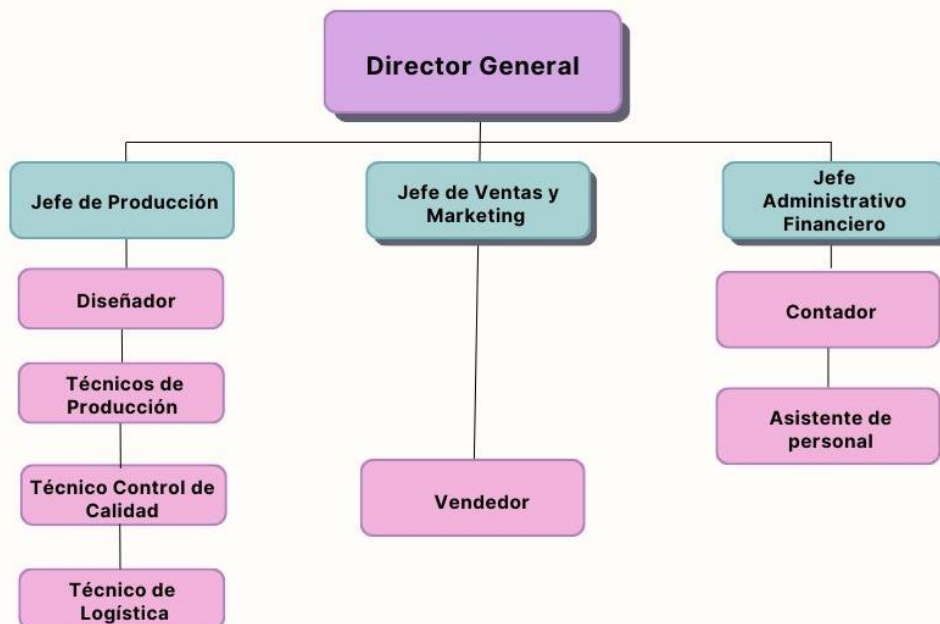 Director General
Jefe de Producción
Jefe de Ventas y
Marketing
Jefe
Administrativo
Financiero
Diseñador
Contador
Técnicos de
Producción
Asistente de
personal
Técnico Control de
Calidad
Vendedor
Técnico de
Logística